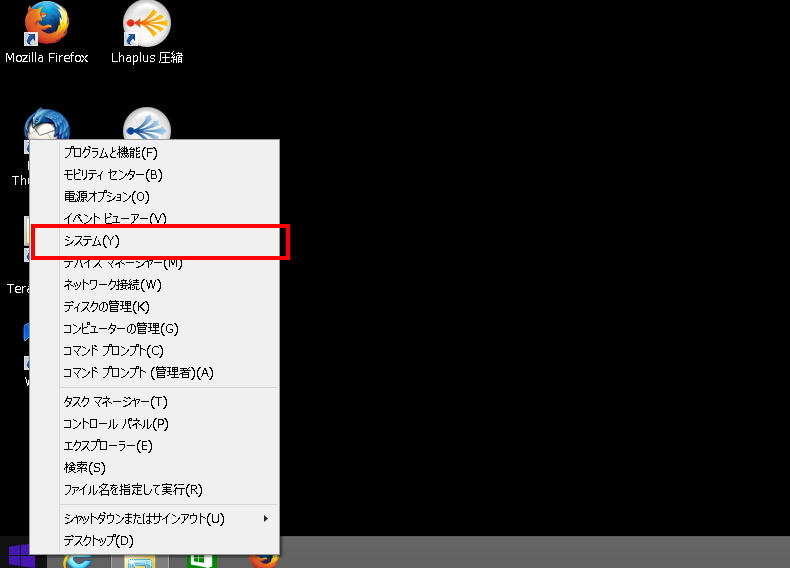 Mozilla Firefox
Lhaplus 圧縮
Thu
プログラムと機能(F)
モビリティ センター(B)
電源オプション(O)
イベント ビューアー(V)
システム(Y)
デバイス マネージャー(M)
ネットワーク接続(W)
ディスクの管理(K)
コンピューターの管理(G)
コマンド プロンプト(C)
コマンド プロンプト (管理者)(A)
Tera
タスク マネージャー(T)
コントロール パネル(P)
エクスプローラー(E)
検索(S)
ファイル名を指定して実行(R)
シャットダウンまたはサインアウト(U)
デスクトップ(D)